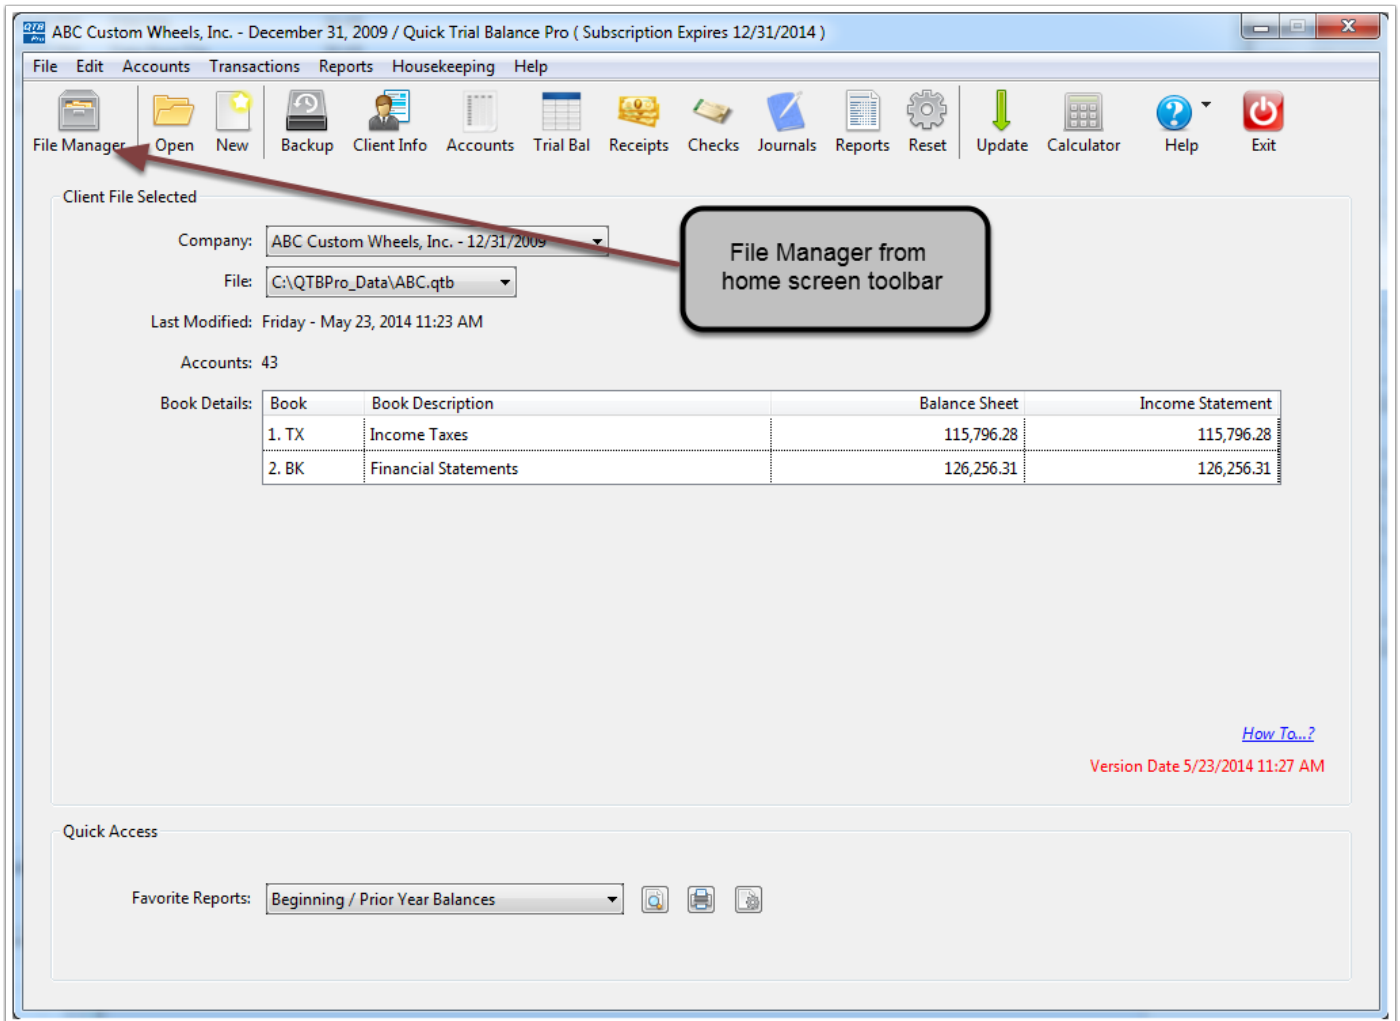 QTB Pro ABC Custom Wheels, Inc. - December 31, 2009 / Quick Trial Balance Pro ( Subscription Expires 12/31/2014 )
File Edit Accounts Transactions Reports Housekeeping Help
File Manager Open New Backup Client Info Accounts Trial Bal Receipts Checks Journals Reports Reset Update Calculator Help Exit
Client File Selected
Company: ABC Custom Wheels, Inc. - 12/31/2009
File Manager from
home screen toolbar
File: C:\QTBPro_Data\ABC.qtb
Last Modified: Friday - May 23, 2014 11:23 AM
Accounts: 43
Book Details: Book Book Description Balance Sheet Income Statement
1. TX Income Taxes 115,796.28 115,796.28
2. BK Financial Statements 126,256.31 126,256.31
How To...?
Version Date 5/23/2014 11:27 AM
Quick Access
Favorite Reports: Beginning / Prior Year Balances